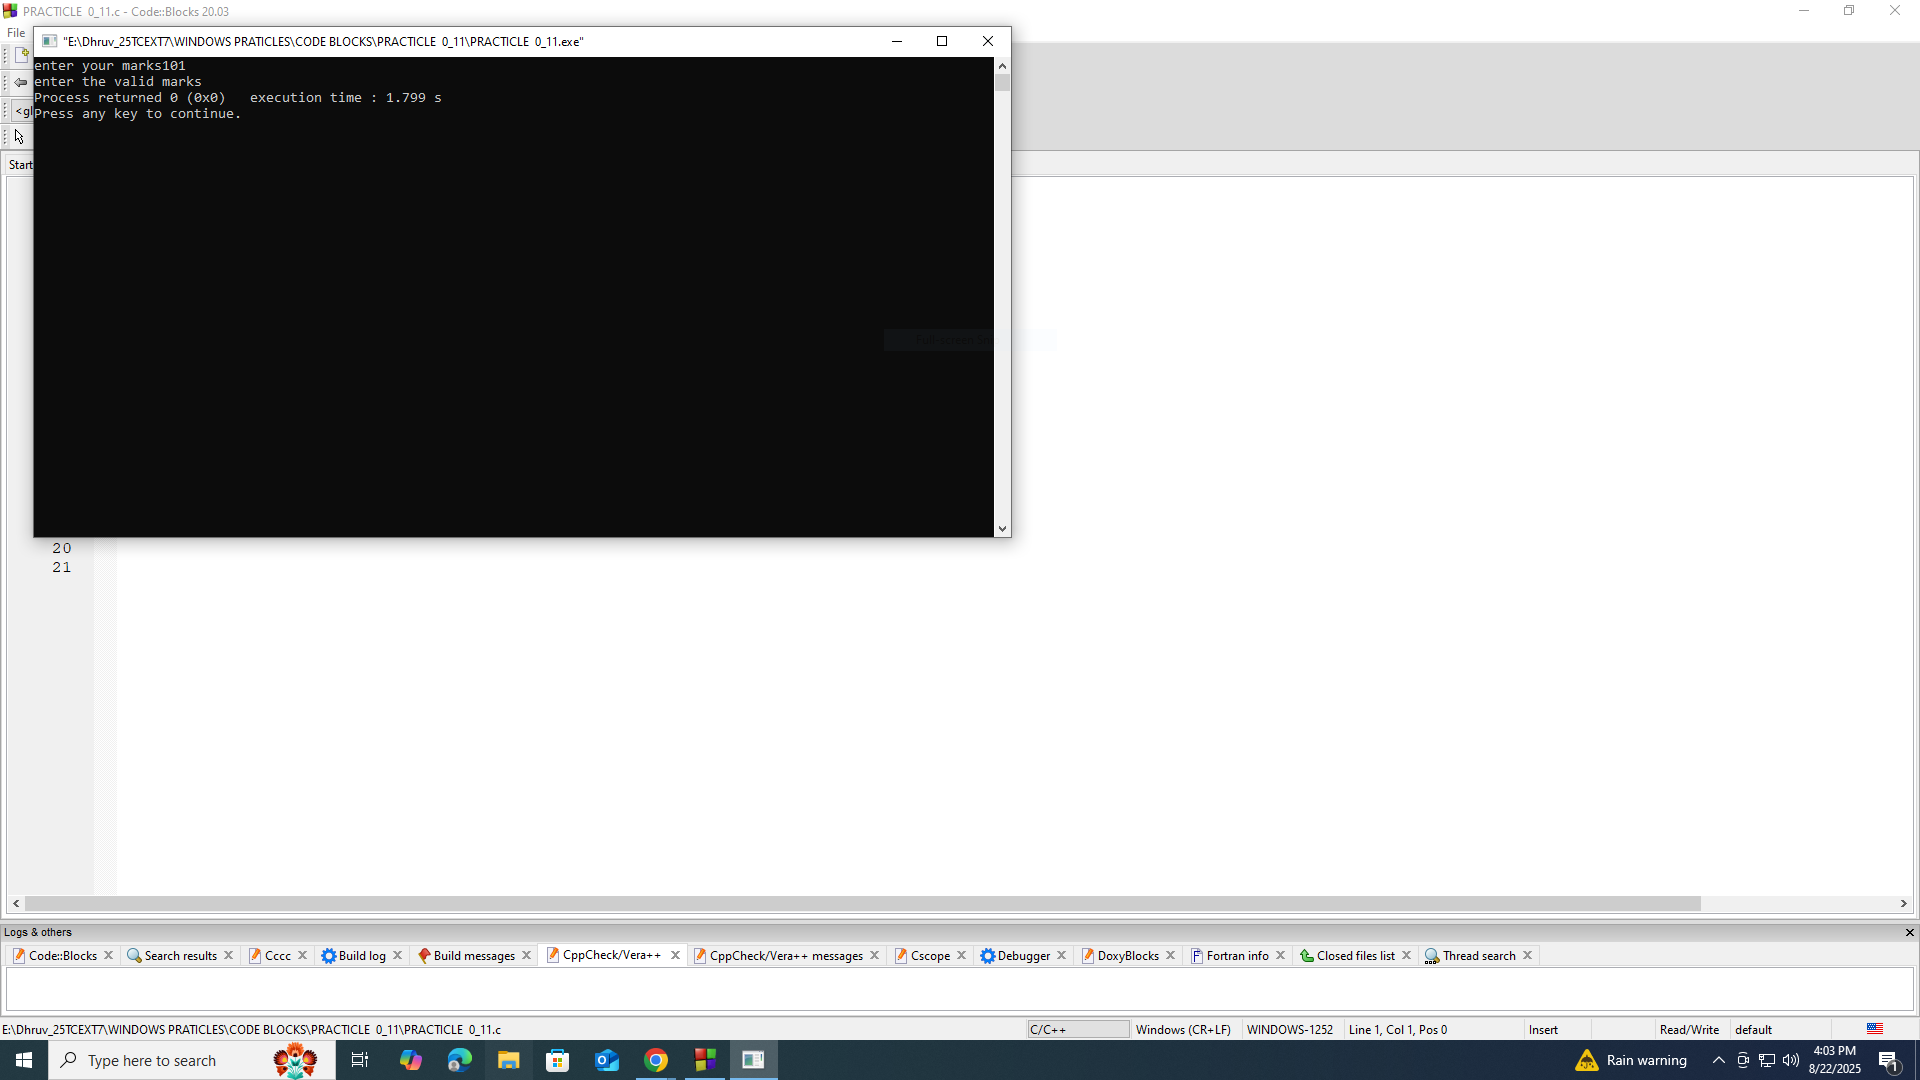 PRACTICLE 0_11.c - Code::Blocks 20.03
File
"E:\Dhruv_25TCEXT7\WINDOWS PRATICLES\CODE BLOCKS\PRACTICLE 0_11\PRACTICLE 0_11.exe"
enter your marks101
enter the valid marks
Process returned 0 (0x0)   execution time : 1.799 s
Press any key to continue.
<gl
Start
20
21
Logs & others
Code::Blocks Search results Cccc Build log Build messages CppCheck/Vera++ CppCheck/Vera++ messages Cscope Debugger DoxyBlocks Fortran info Closed files list Thread search
E:\Dhruv_25TCEXT7\WINDOWS PRATICLES\CODE BLOCKS\PRACTICLE 0_11\PRACTICLE 0_11.c C/C++ Windows (CR+LF) WINDOWS-1252 Line 1, Col 1, Pos 0 Insert Read/Write default
Type here to search Rain warning 4:03 PM
8/22/2025 1